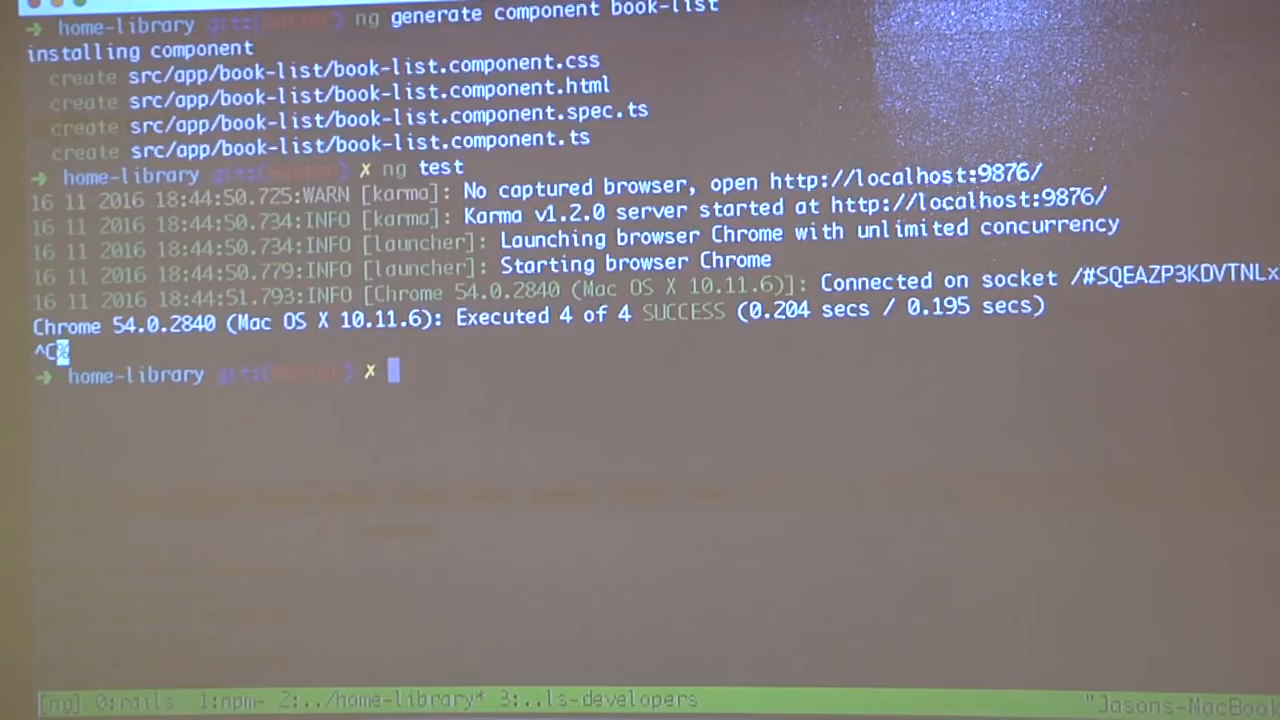 ➜ home-library git:(master) ng generate component book-list
installing component
create src/app/book-list/book-list.component.css
create src/app/book-list/book-list.component.html
create src/app/book-list/book-list.component.spec.ts
create src/app/book-list/book-list.component.ts
➜ home-library git:(master) ✗ ng test
16 11 2016 18:44:50.725:WARN [karma]: No captured browser, open http://localhost:9876/
16 11 2016 18:44:50.734:INFO [karma]: Karma v1.2.0 server started at http://localhost:9876/
16 11 2016 18:44:50.734:INFO [launcher]: Launching browser Chrome with unlimited concurrency
16 11 2016 18:44:50.779:INFO [launcher]: Starting browser Chrome
16 11 2016 18:44:51.793:INFO [Chrome 54.0.2840 (Mac OS X 10.11.6)]: Connected on socket /#SQEAZP3KDVTNLx
Chrome 54.0.2840 (Mac OS X 10.11.6): Executed 4 of 4 SUCCESS (0.204 secs / 0.195 secs)
^C%
➜ home-library git:(master) ✗
[ng] 0:rails 1:npm- 2:../home-library* 3:..ls-developers "Jasons-MacBook